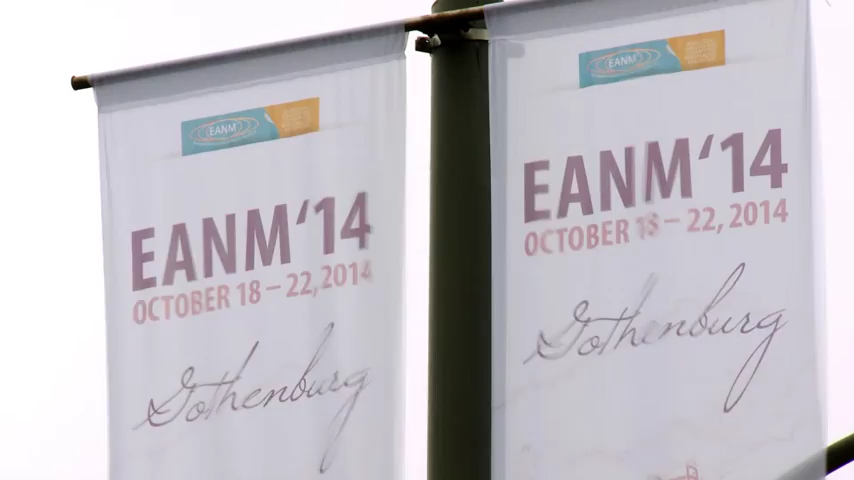 EANM
EANM'14
OCTOBER 18 – 22, 2014
Gothenburg
EANM
EANM'14
OCTOBER 18 – 22, 2014
Gothenburg